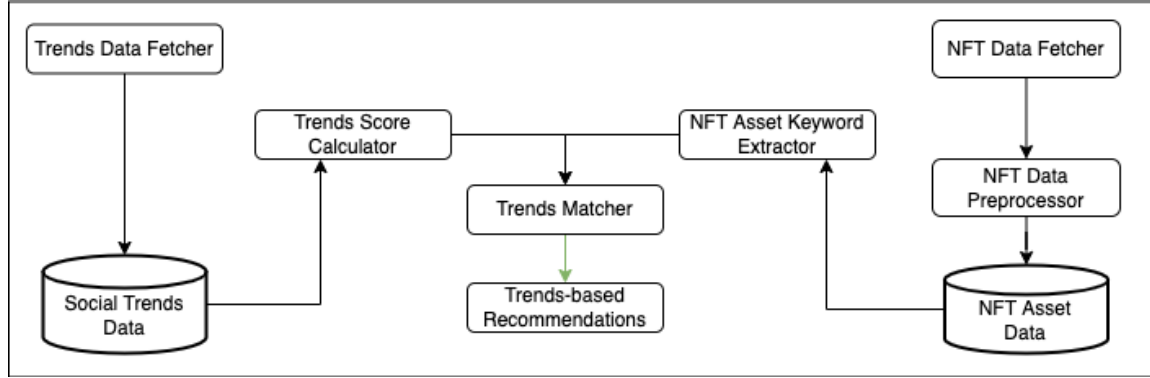 Trends Data Fetcher
NFT Data Fetcher
Trends Score
Calculator
NFT Asset Keyword
Extractor
NFT Data
Preprocessor
Trends Matcher
Social Trends
Data
Trends-based
Recommendations
NFT Asset
Data